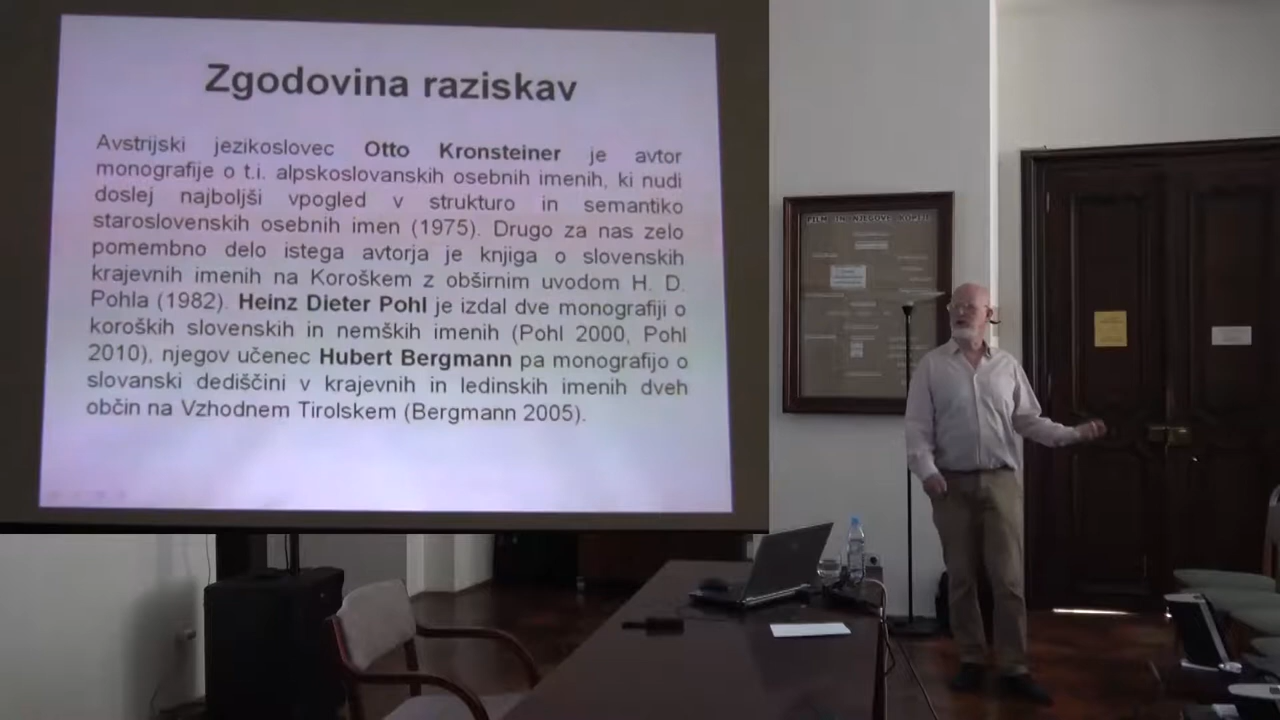 Zgodovina raziskav
Avstrijski jezikoslovec Otto Kronsteiner je avtor
monografije o t.i. alpskoslovanskih osebnih imenih, ki nudi
doslej najboljši vpogled v strukturo in semantiko
staroslovenskih osebnih imen (1975). Drugo za nas zelo
pomembno delo istega avtorja je knjiga o slovenskih
krajevnih imenih na Koroškem z obširnim uvodom H. D.
Pohla (1982). Heinz Dieter Pohl je izdal dve monografiji o
koroških slovenskih in nemških imenih (Pohl 2000, Pohl
2010), njegov učenec Hubert Bergmann pa monografijo o
slovanski dediščini v krajevnih in ledinskih imenih dveh
občin na Vzhodnem Tirolskem (Bergmann 2005).
FILM IN NJEGOVE KOPIJE